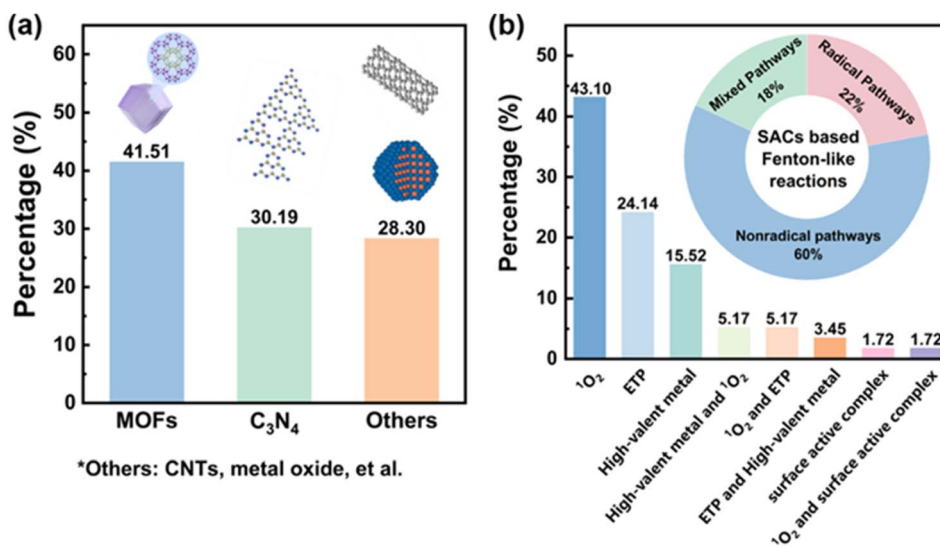 (a)
Percentage (%)
60
50
40
30
20
10
0
41.51
30.19
28.30
MOFs
C₃N₄
Others
*Others: CNTs, metal oxide, et al.
(b)
Percentage (%)
50
40
30
20
10
0
43.10
24.14
15.52
5.17
5.17
3.45
1.72
1.72
¹O₂
ETP
High-valent metal
High-valent metal and ¹O₂
¹O₂ and ETP
ETP and High-valent metal
surface active complex
¹O₂ and surface active complex
Mixed Pathways
18%
Radical Pathways
22%
SACs based
Fenton-like
reactions
Nonradical pathways
60%